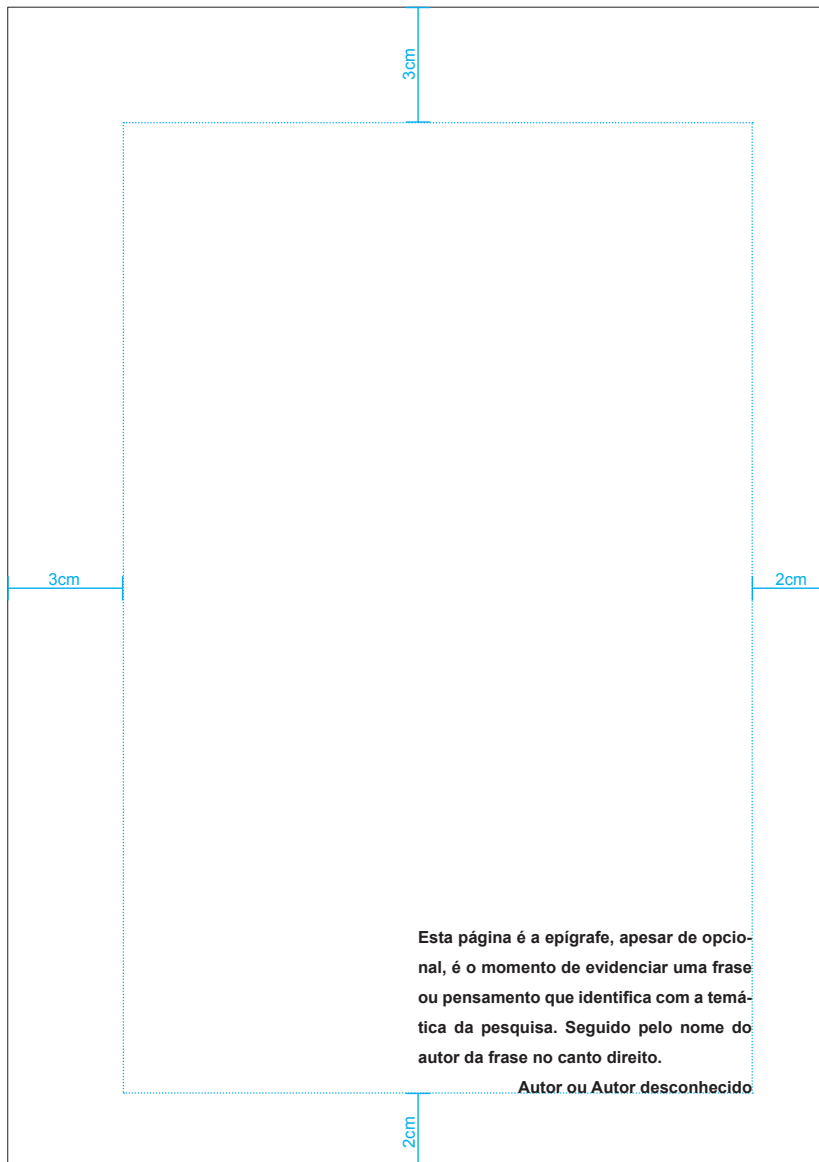 3cm
3cm
2cm
Esta página é a epígrafe, apesar de opcio-
nal, é o momento de evidenciar uma frase
ou pensamento que identifica com a temá-
tica da pesquisa. Seguido pelo nome do
autor da frase no canto direito.
Autor ou Autor desconhecido
2cm